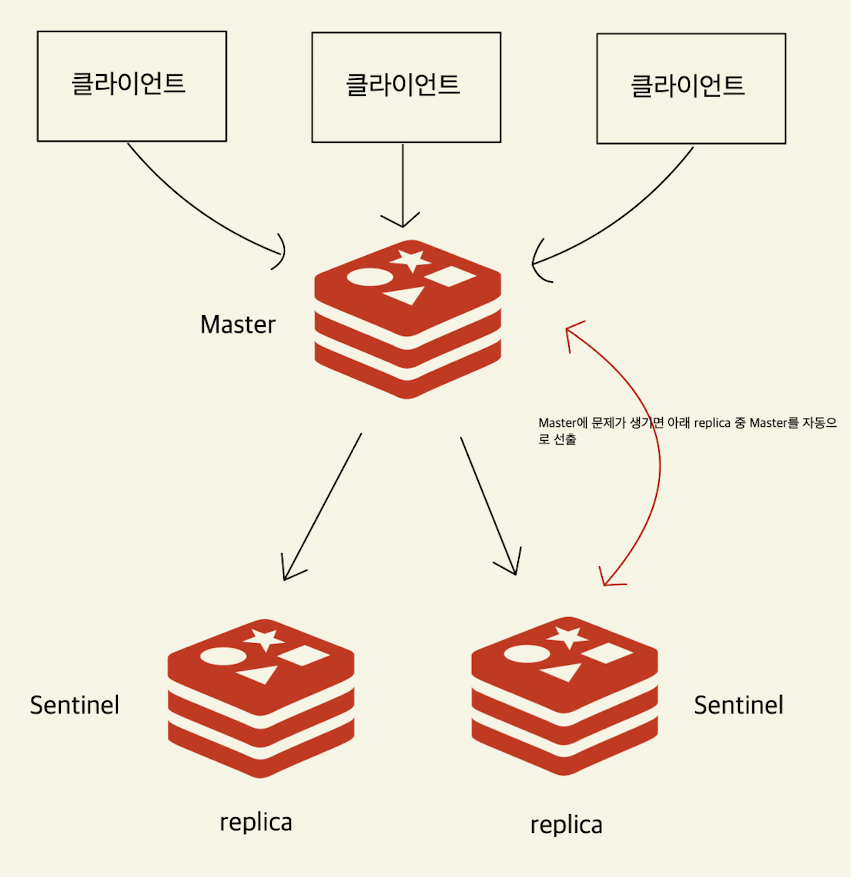 클라이언트
클라이언트
클라이언트
Master
Master에 문제가 생기면 아래 replica 중 Master를 자동으
로 선출
Sentinel
Sentinel
replica
replica